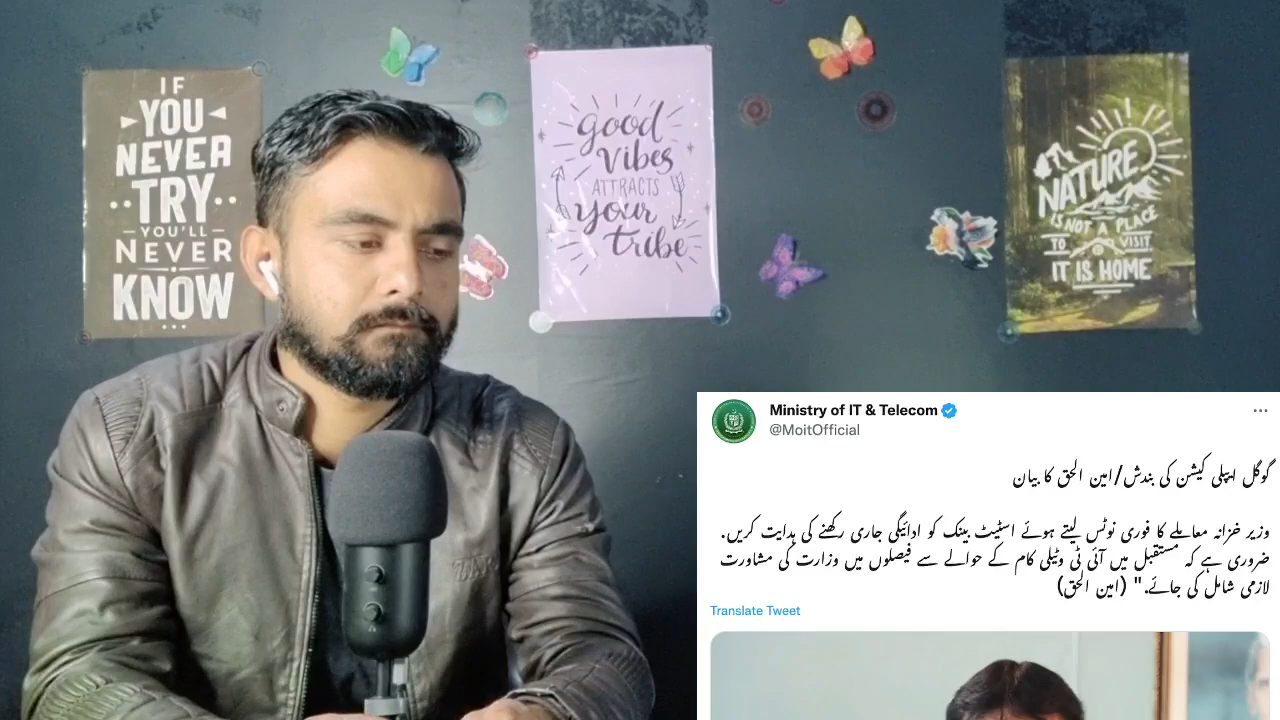 IF
YOU
NEVER
TRY
YOU'LL
NEVER
KNOW
good
vibes
ATTRACTS
your
tribe
NATURE
IS NOT A PLACE
TO VISIT
IT IS HOME
Ministry of IT & Telecom
@MoitOfficial
گوگل ایپلی کیشن کی بندش/امین الحق کا بیان
وزیر خزانہ معاملے کا فوری نوٹس لیتے ہوئے اسٹیٹ بینک کو ادائیگی جاری رکھنے کی ہدایت کریں.
ضروری ہے کہ مستقبل میں آئی ٹی وٹیلی کام کے حوالے سے فیصلوں میں وزارت کی مشاورت
لازمی شامل کی جائے." (امین الحق)
Translate Tweet